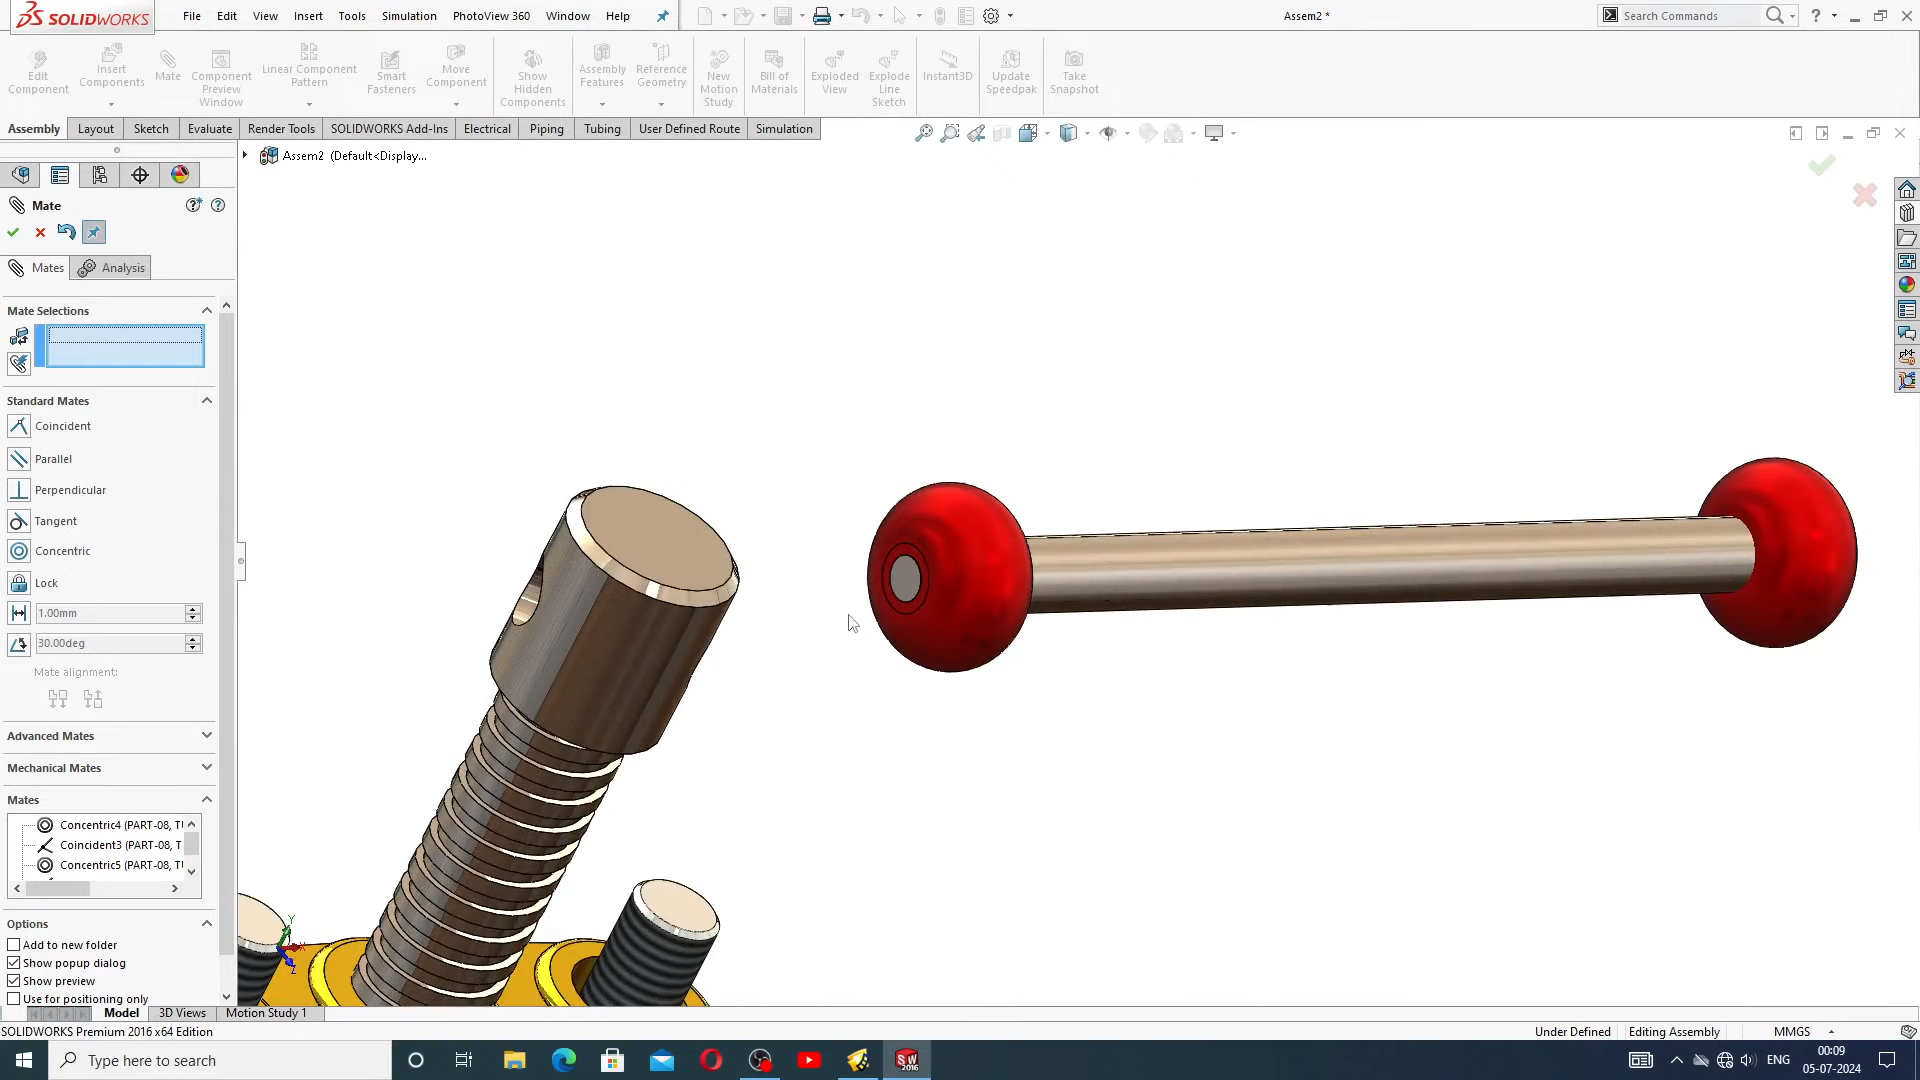 SOLIDWORKS
File Edit View Insert Tools Simulation PhotoView 360 Window Help
Assem2 *
Search Commands
Edit Component
Insert Components
Mate
Component Preview Window
Linear Component Pattern
Smart Fasteners
Move Component
Show Hidden Components
Assembly Features
Reference Geometry
New Motion Study
Bill of Materials
Exploded View
Explode Line Sketch
Instant3D
Update Speedpak
Take Snapshot
Assembly Layout Sketch Evaluate Render Tools SOLIDWORKS Add-Ins Electrical Piping Tubing User Defined Route Simulation
Assem2 (Default<Display...
Mate
Mates Analysis
Mate Selections
Standard Mates
Coincident
Parallel
Perpendicular
Tangent
Concentric
Lock
1.00mm
30.00deg
Mate alignment:
Advanced Mates
Mechanical Mates
Mates
Concentric4 (PART-08, TU
Coincident3 (PART-08, T
Concentric5 (PART-08, TU
Options
Add to new folder
Show popup dialog
Show preview
Use for positioning only
Y
X
Z
Model 3D Views Motion Study 1
SOLIDWORKS Premium 2016 x64 Edition
Under Defined Editing Assembly MMGS
Type here to search
SW
2016
ENG
00:09
05-07-2024